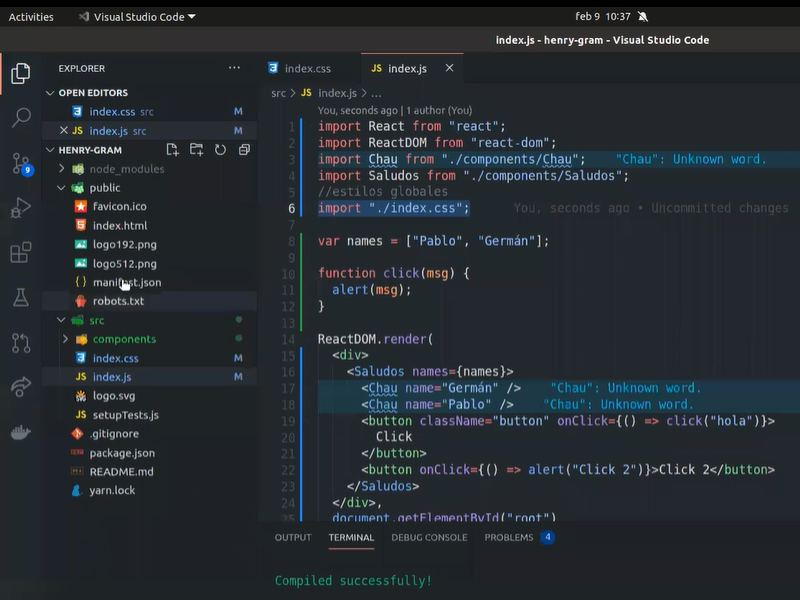 Activities
Visual Studio Code
feb 9 10:37
index.js - henry-gram - Visual Studio Code
EXPLORER
index.css
index.js
OPEN EDITORS
index.css src M
index.js src M
HENRY-GRAM
node_modules
public
favicon.ico
index.html
logo192.png
logo512.png
manifest.json
robots.txt
src
components
index.css M
index.js M
logo.svg
setupTests.js
.gitignore
package.json
README.md
yarn.lock
9
src > JS index.js > ...
You, seconds ago | 1 author (You)
1 import React from "react";
2 import ReactDOM from "react-dom";
3 import Chau from "./components/Chau"; "Chau": Unknown word.
4 import Saludos from "./components/Saludos";
5 //estilos globales
6 import "./index.css"; You, seconds ago • Uncommitted changes
7
8 var names = ["Pablo", "Germán"];
9
10 function click(msg) {
11 alert(msg);
12 }
13
14 ReactDOM.render(
15 <div>
16 <Saludos names={names}>
17 <Chau name="Germán" /> "Chau": Unknown word.
18 <Chau name="Pablo" /> "Chau": Unknown word.
19 <button className="button" onClick={() => click("hola")}>
20 Click
21 </button>
22 <button onClick={() => alert("Click 2")}>Click 2</button>
23 </Saludos>
24 </div>,
25 document.getElementById("root")
OUTPUT TERMINAL DEBUG CONSOLE PROBLEMS 4
Compiled successfully!